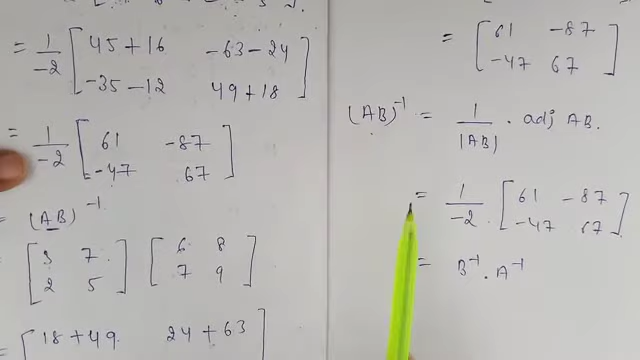 = 1/-2 [ 45+16  -63-24
-35-12  49+18 ]
= 1/-2 [ 61  -87
-47  67 ]
= (AB)^-1
= [ 3  7
2  5 ] [ 6  8
7  9 ]
= [ 18+49  24+63 ]
= [ 61  -87
-47  67 ]
(AB)^-1 = 1/|AB| . adj AB.
= 1/-2 . [ 61  -87
-47  67 ]
= B^-1 . A^-1